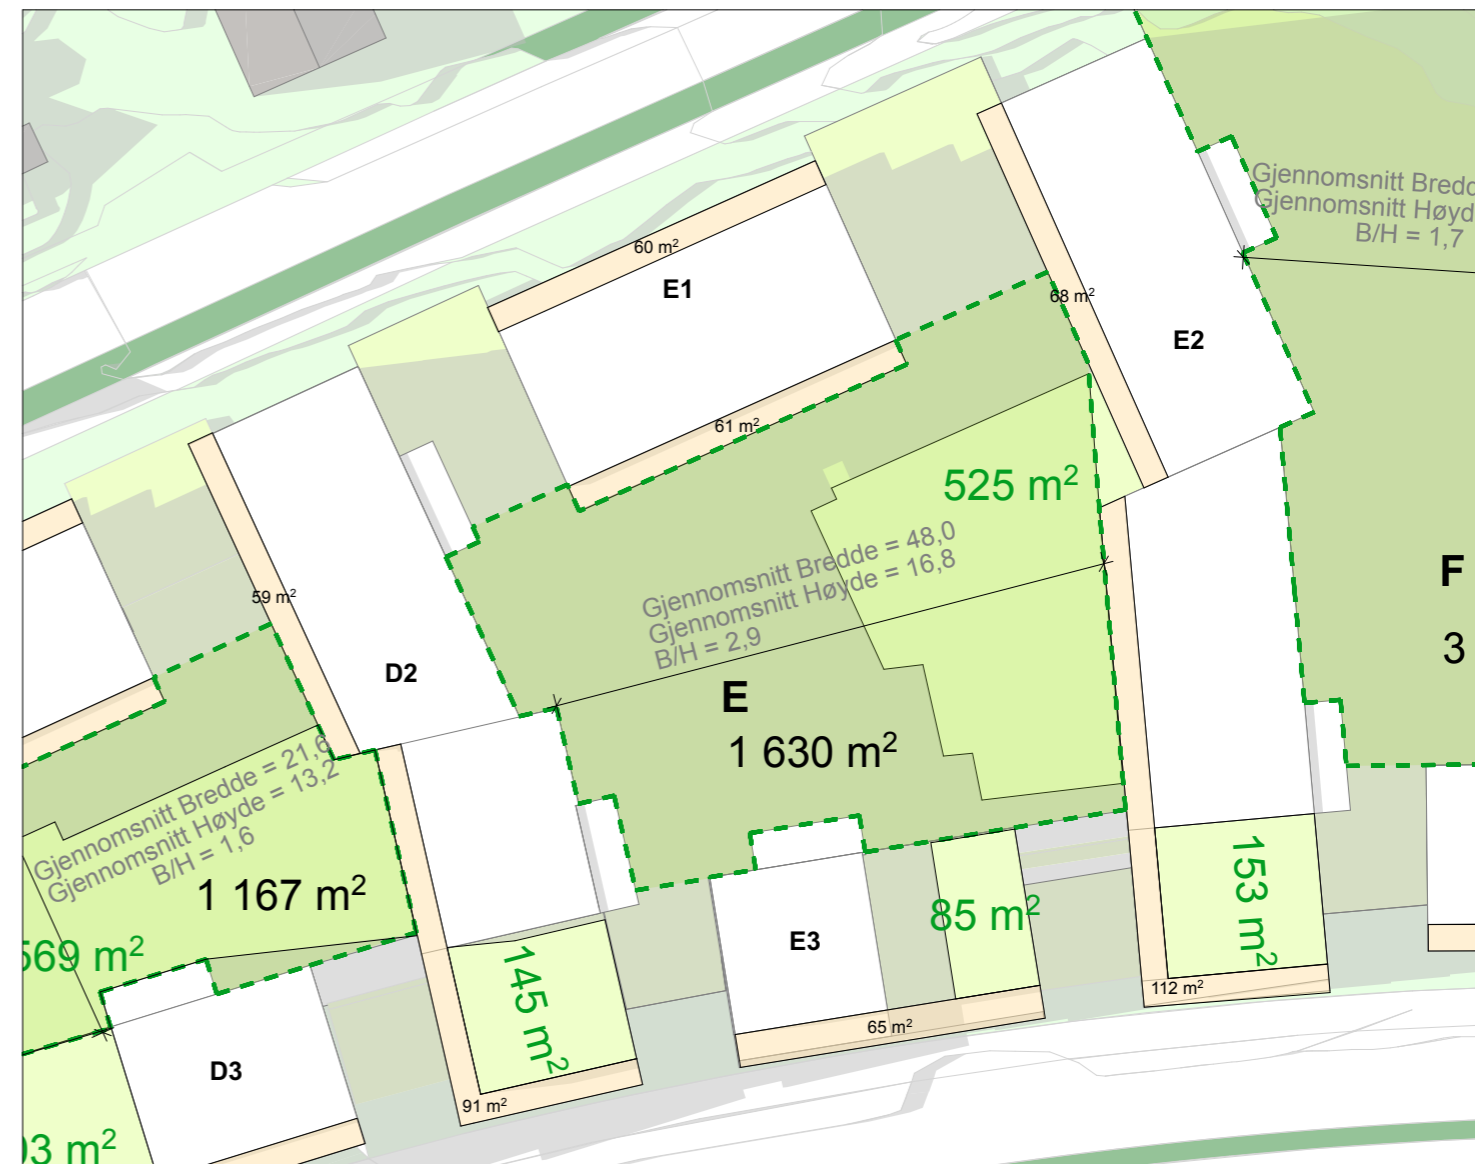 Gjennomsnitt
Gjennomsnitt
B/H = 1,7
60 m²
E1
68 m²
E2
61 m²
525 m²
Gjennomsnitt Bredde = 48,0
Gjennomsnitt Høyde = 16,8
B/H = 2,9
F
3
59 m²
D2
E
1 630 m²
Gjennomsnitt Bredde = 21,6
Gjennomsnitt Høyde = 13,2
B/H = 1,6
1 167 m²
569 m²
85 m²
153 m²
E3
145 m²
112 m²
65 m²
D3
91 m²
3 m²